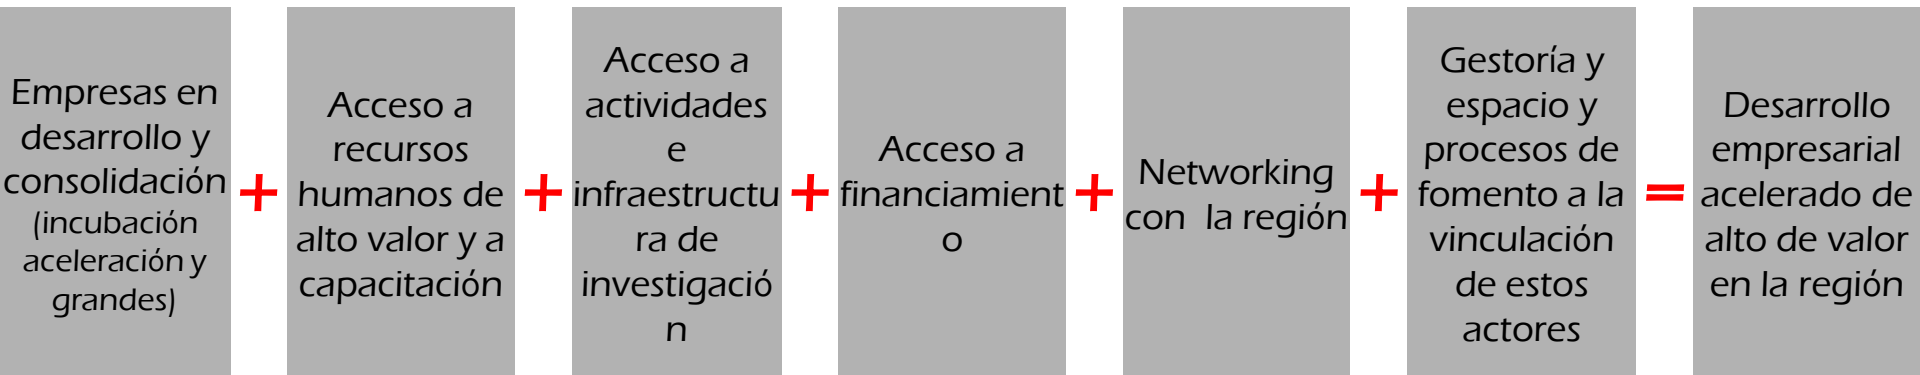 Empresas en
desarrollo y
consolidación
(incubación
aceleración y
grandes)
+
Acceso a
recursos
humanos de
alto valor y a
capacitación
+
Acceso a
actividades
e
infraestructu
ra de
investigació
n
+
Acceso a
financiamient
o
+
Networking
con la región
+
Gestoría y
espacio y
procesos de
fomento a la
vinculación
de estos
actores
=
Desarrollo
empresarial
acelerado de
alto de valor
en la región